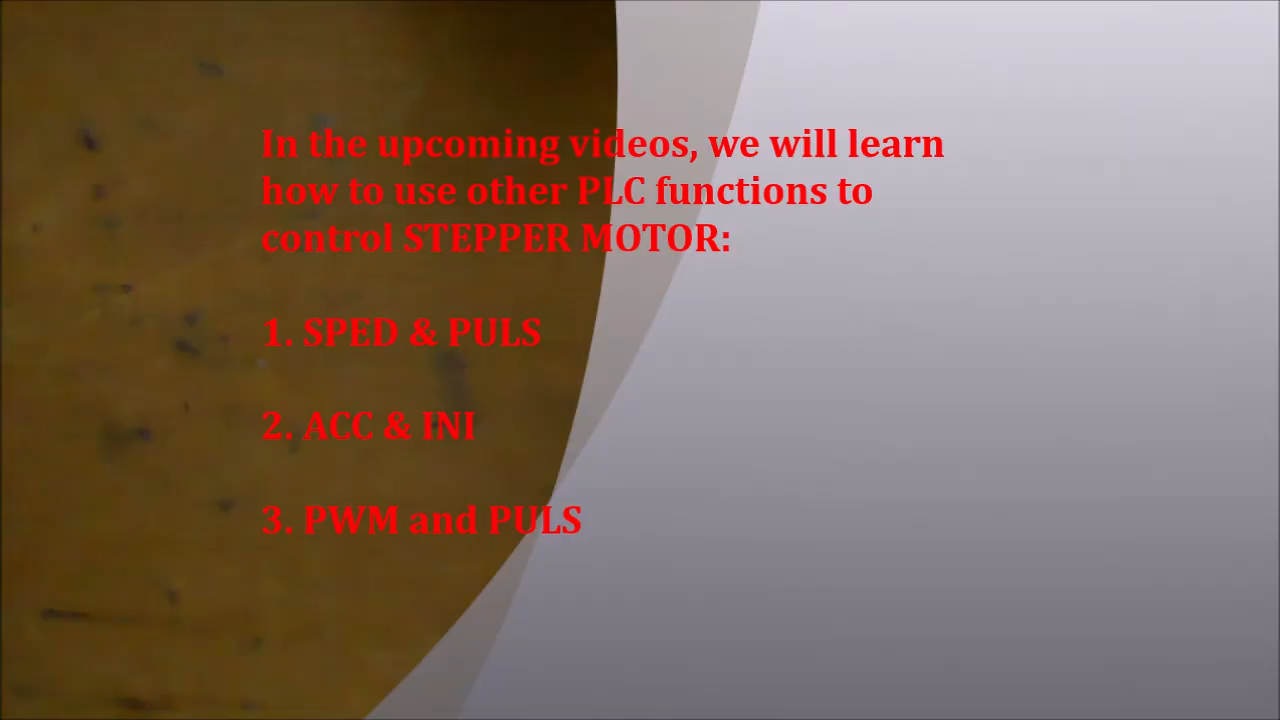 In the upcoming videos, we will learn
how to use other PLC functions to
control STEPPER MOTOR:
1. SPED & PULS
2. ACC & INI
3. PWM and PULS